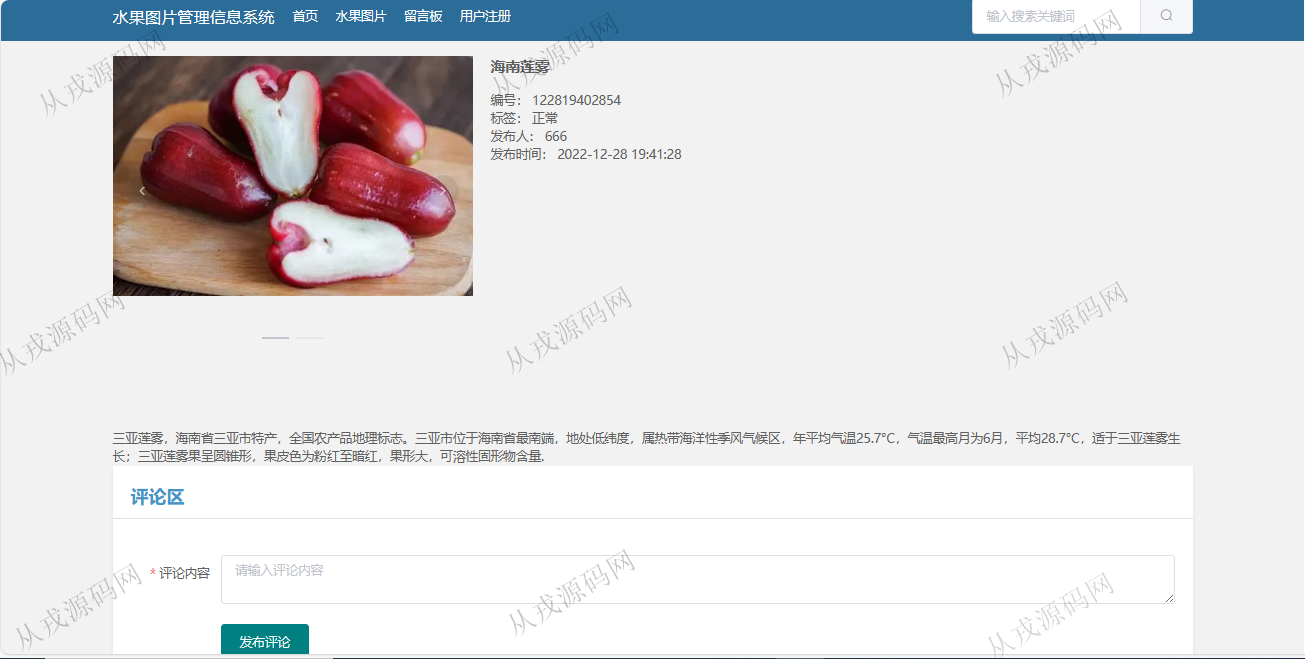 水果图片管理信息系统 首页 水果图片 留言板 用户注册 输入搜索关键词
海南莲雾
编号： 122819402854
标签： 正常
发布人： 666
发布时间： 2022-12-28 19:41:28
三亚莲雾，海南省三亚市特产，全国农产品地理标志。三亚市位于海南省最南端，地处低纬度，属热带海洋性季风气候区，年平均气温25.7°C，气温最高月为6月，平均28.7°C，适于三亚莲雾生
长；三亚莲雾果呈圆锥形，果皮色为粉红至暗红，果形大，可溶性固形物含量.
评论区
* 评论内容 请输入评论内容
发布评论
从戎源码网
从戎源码网
从戎源码网
从戎源码网
从戎源码网
从戎源码网
从戎源码网
从戎源码网
从戎源码网